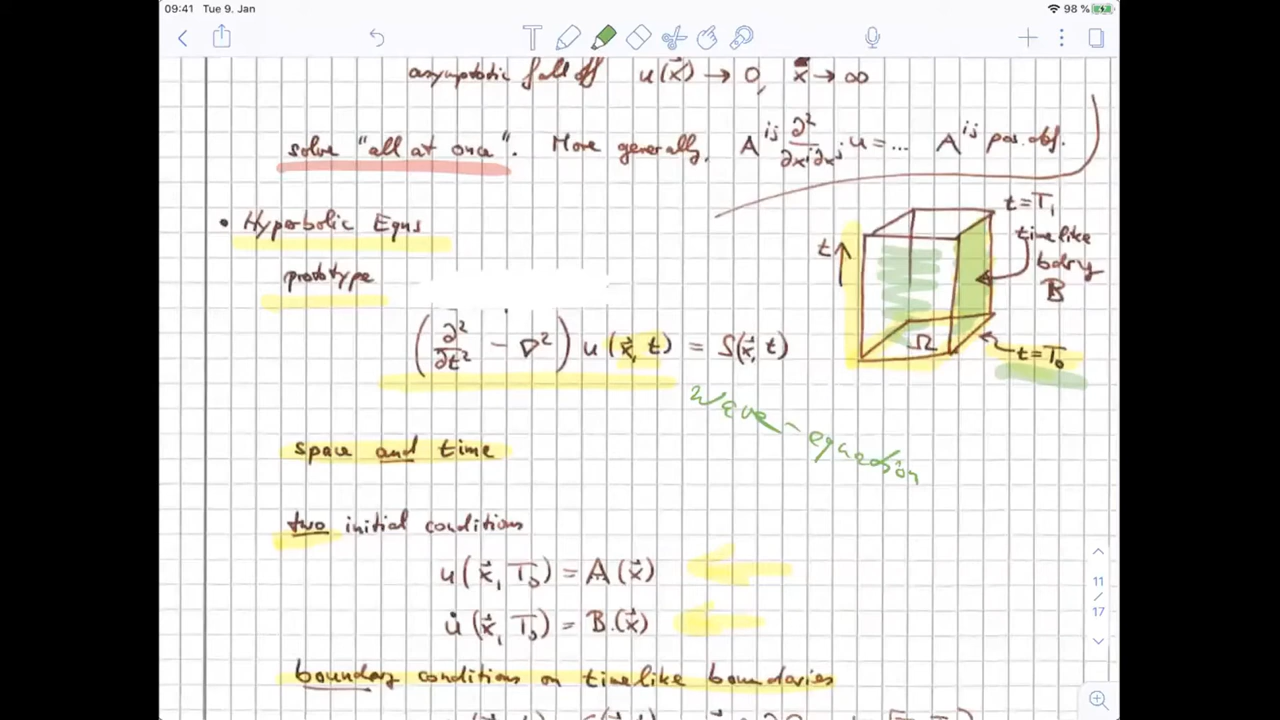 09:41 Tue 9. Jan 98 %
asymptotic fall off u(x⃗) → 0, x⃗ → ∞
solve "all at once". More generally, A^{ij} ∂²/∂x^i∂x^j u = ... A^{ij} pos. def.
• Hyperbolic Equs
prototype
(∂²/∂t² − ∇²) u(x⃗, t) = S(x⃗, t)
t
t = T₁
timelike
bdry
B
Ω
t = T₀
Wave-equation
space and time
two initial conditions
u(x⃗, T₀) = A(x⃗)
u̇(x⃗, T₀) = B(x⃗)
boundary conditions on timelike boundaries
11
/
17